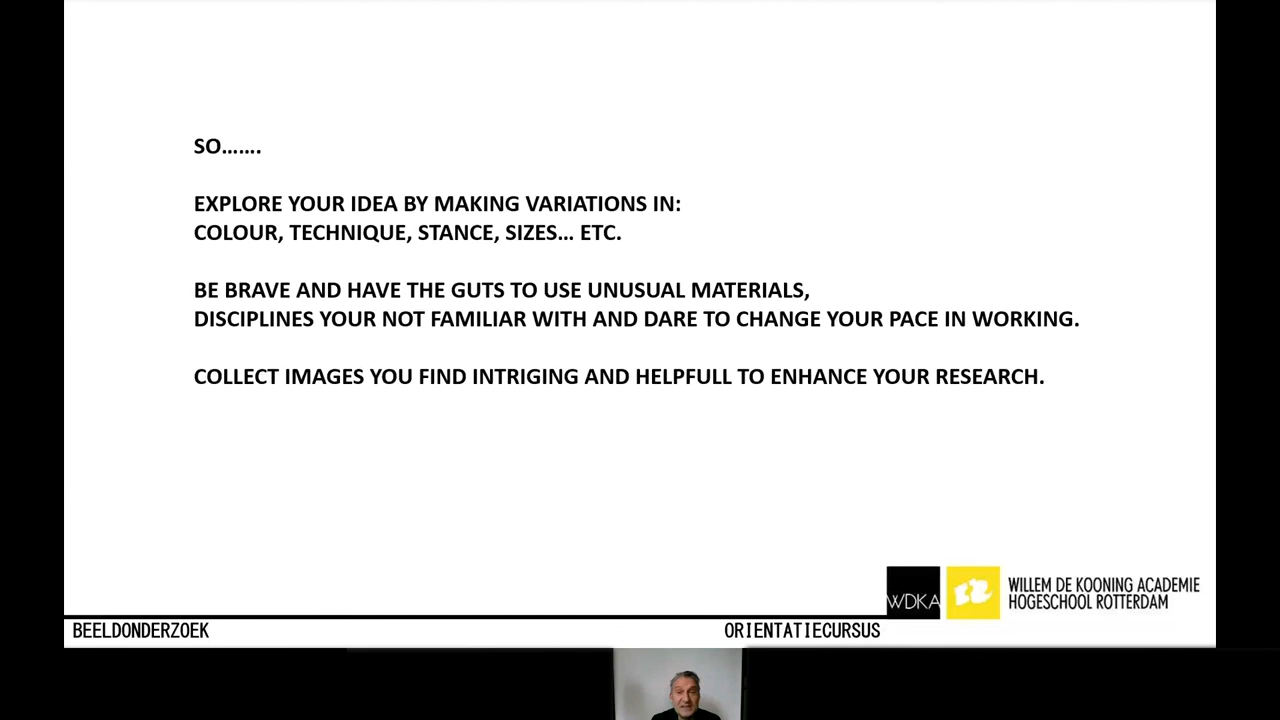 SO…….
EXPLORE YOUR IDEA BY MAKING VARIATIONS IN:
COLOUR, TECHNIQUE, STANCE, SIZES… ETC.
BE BRAVE AND HAVE THE GUTS TO USE UNUSUAL MATERIALS,
DISCIPLINES YOUR NOT FAMILIAR WITH AND DARE TO CHANGE YOUR PACE IN WORKING.
COLLECT IMAGES YOU FIND INTRIGING AND HELPFULL TO ENHANCE YOUR RESEARCH.
WDKA
WILLEM DE KOONING ACADEMIE
HOGESCHOOL ROTTERDAM
BEELDONDERZOEK
ORIENTATIECURSUS